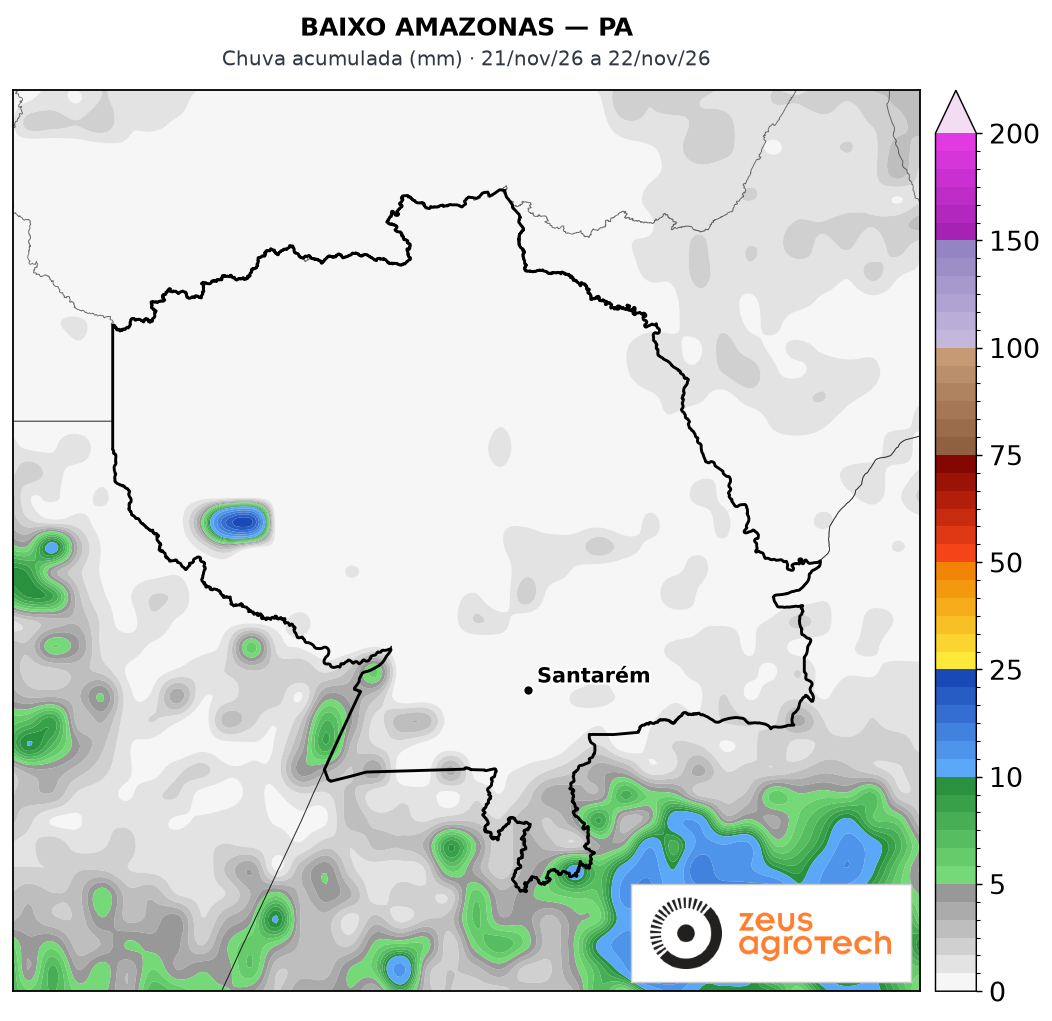 BAIXO AMAZONAS — PA
Chuva acumulada (mm) · 21/nov/26 a 22/nov/26
200
150
100
75
50
25
10
5
0
Santarém
zeus
agrotech